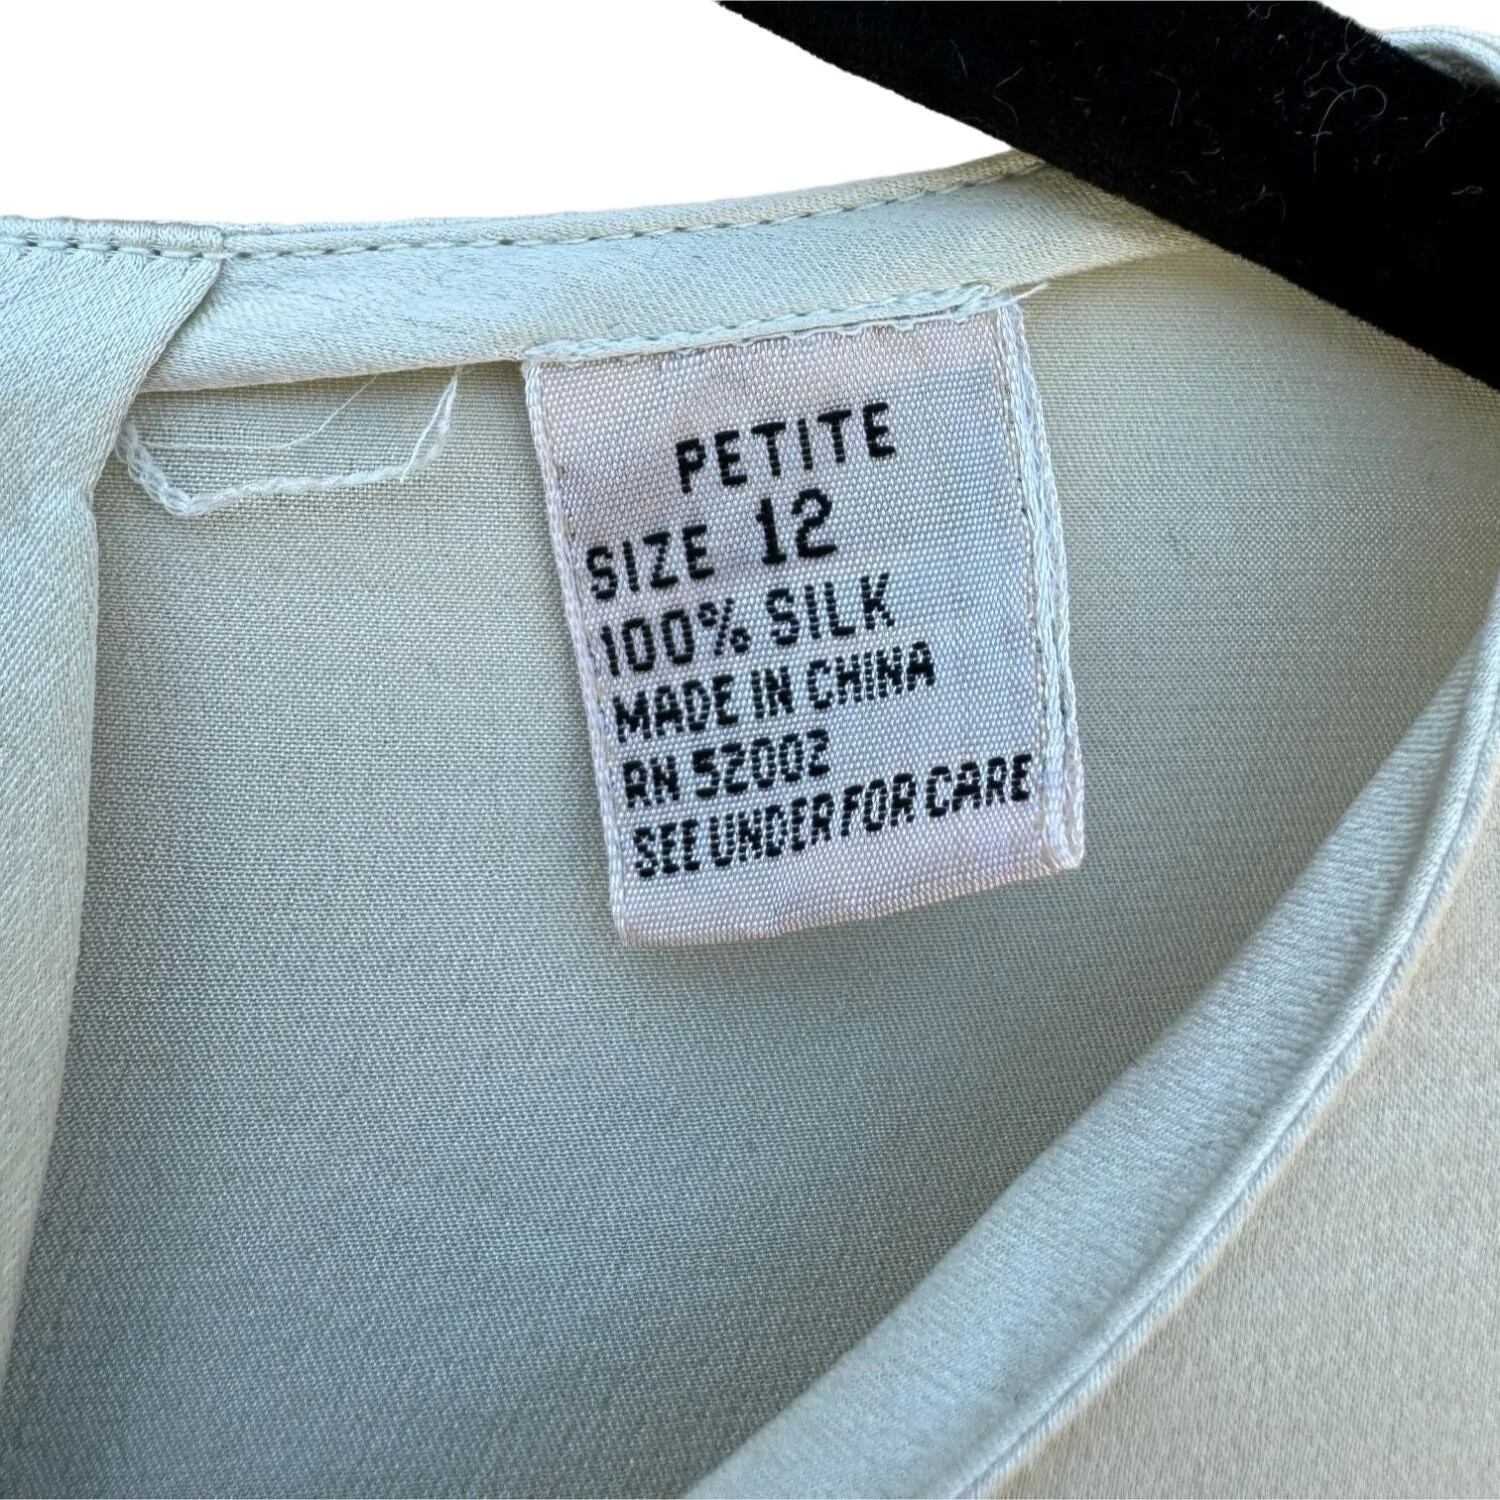 PETITE
SIZE 12
100% SILK
MADE IN CHINA
RN 52002
SEE UNDER FOR CARE